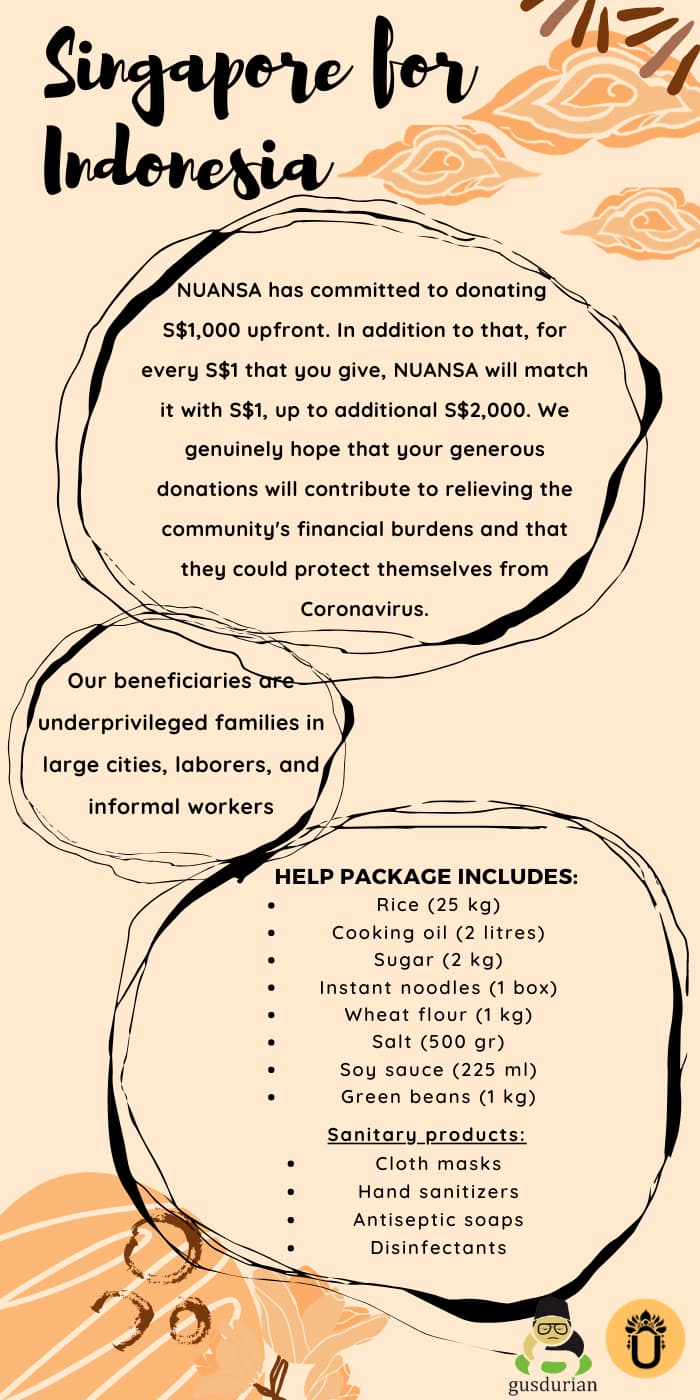 Singapore for
Indonesia
NUANSA has committed to donating
S$1,000 upfront. In addition to that, for
every S$1 that you give, NUANSA will match
it with S$1, up to additional S$2,000. We
genuinely hope that your generous
donations will contribute to relieving the
community's financial burdens and that
they could protect themselves from
Coronavirus.
Our beneficiaries are
underprivileged families in
large cities, laborers, and
informal workers
HELP PACKAGE INCLUDES:
• Rice (25 kg)
• Cooking oil (2 litres)
• Sugar (2 kg)
• Instant noodles (1 box)
• Wheat flour (1 kg)
• Salt (500 gr)
• Soy sauce (225 ml)
• Green beans (1 kg)
Sanitary products:
• Cloth masks
• Hand sanitizers
• Antiseptic soaps
• Disinfectants
gusdurian
U